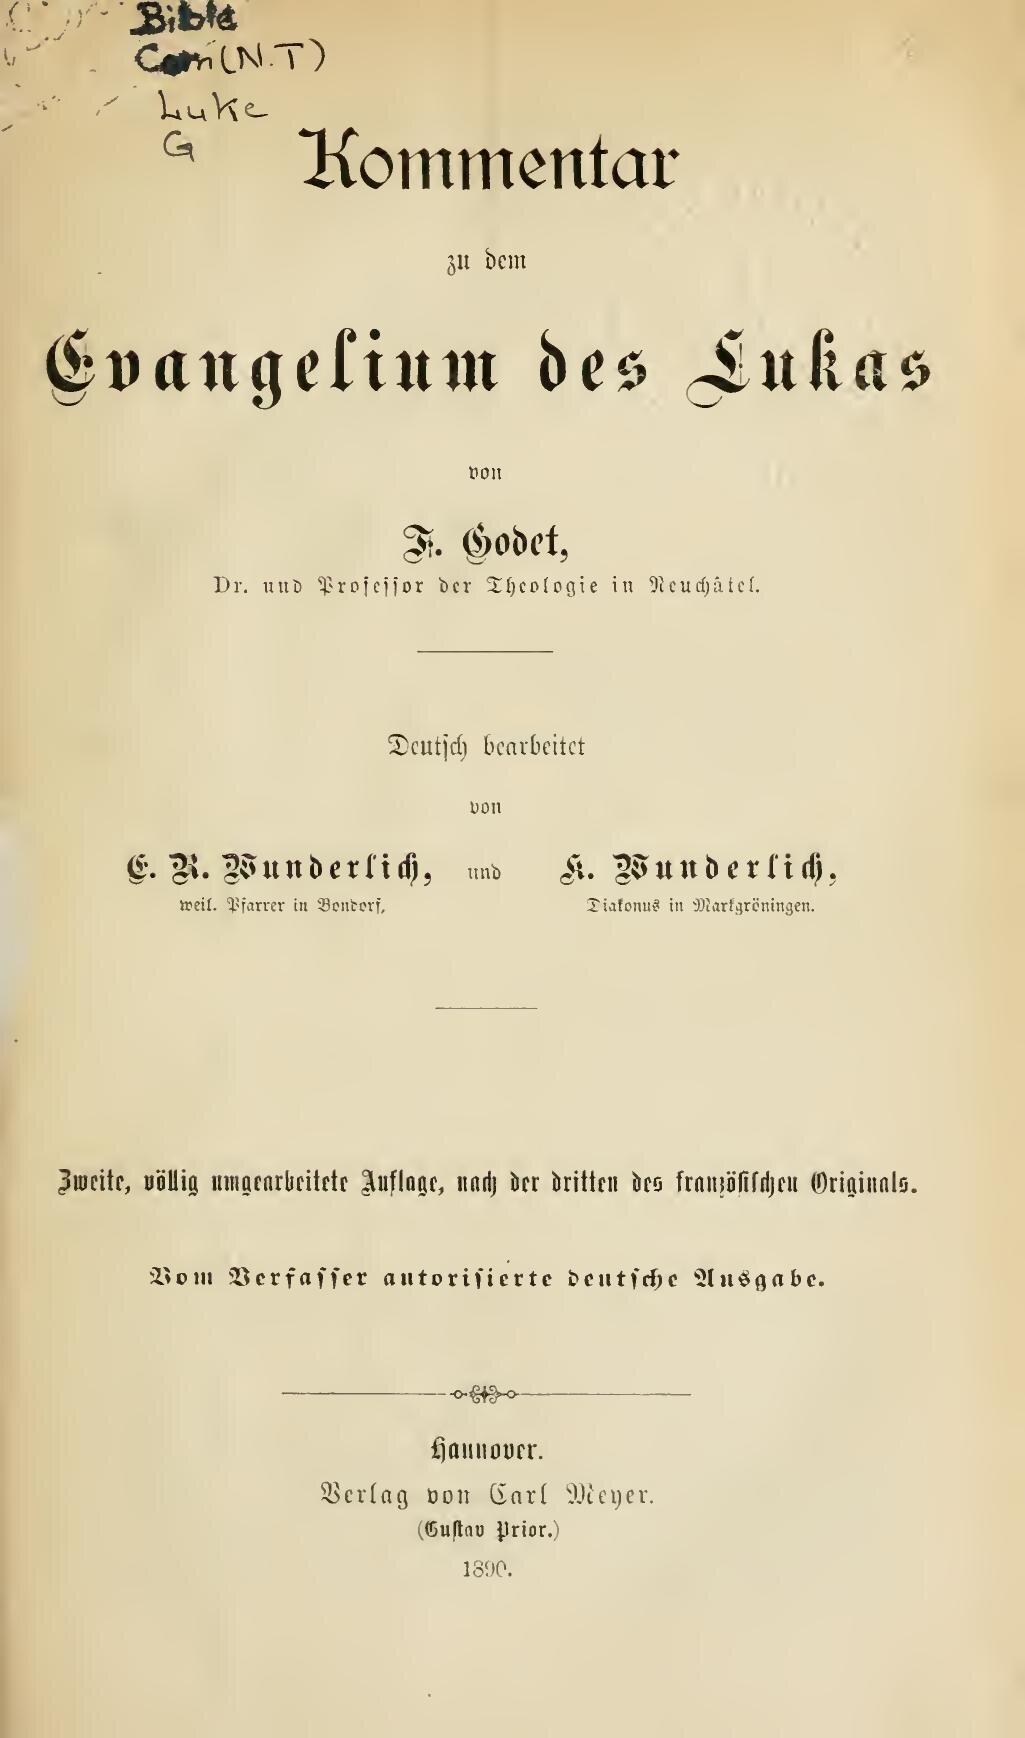 Bible
Com (N.T)
Luke
G
Kommentar
zu dem
Evangelium des Lukas
von
F. Godet,
Dr. und Professor der Theologie in Neuchâtel.
Deutsch bearbeitet
von
E. R. Wunderlich, und K. Wunderlich,
weil. Pfarrer in Bondorf, Diakonus in Markgröningen.
Zweite, völlig umgearbeitete Auflage, nach der dritten des französischen Originals.
Vom Verfasser autorisierte deutsche Ausgabe.
Hannover.
Verlag von Carl Meyer.
(Gustav Prior.)
1890.